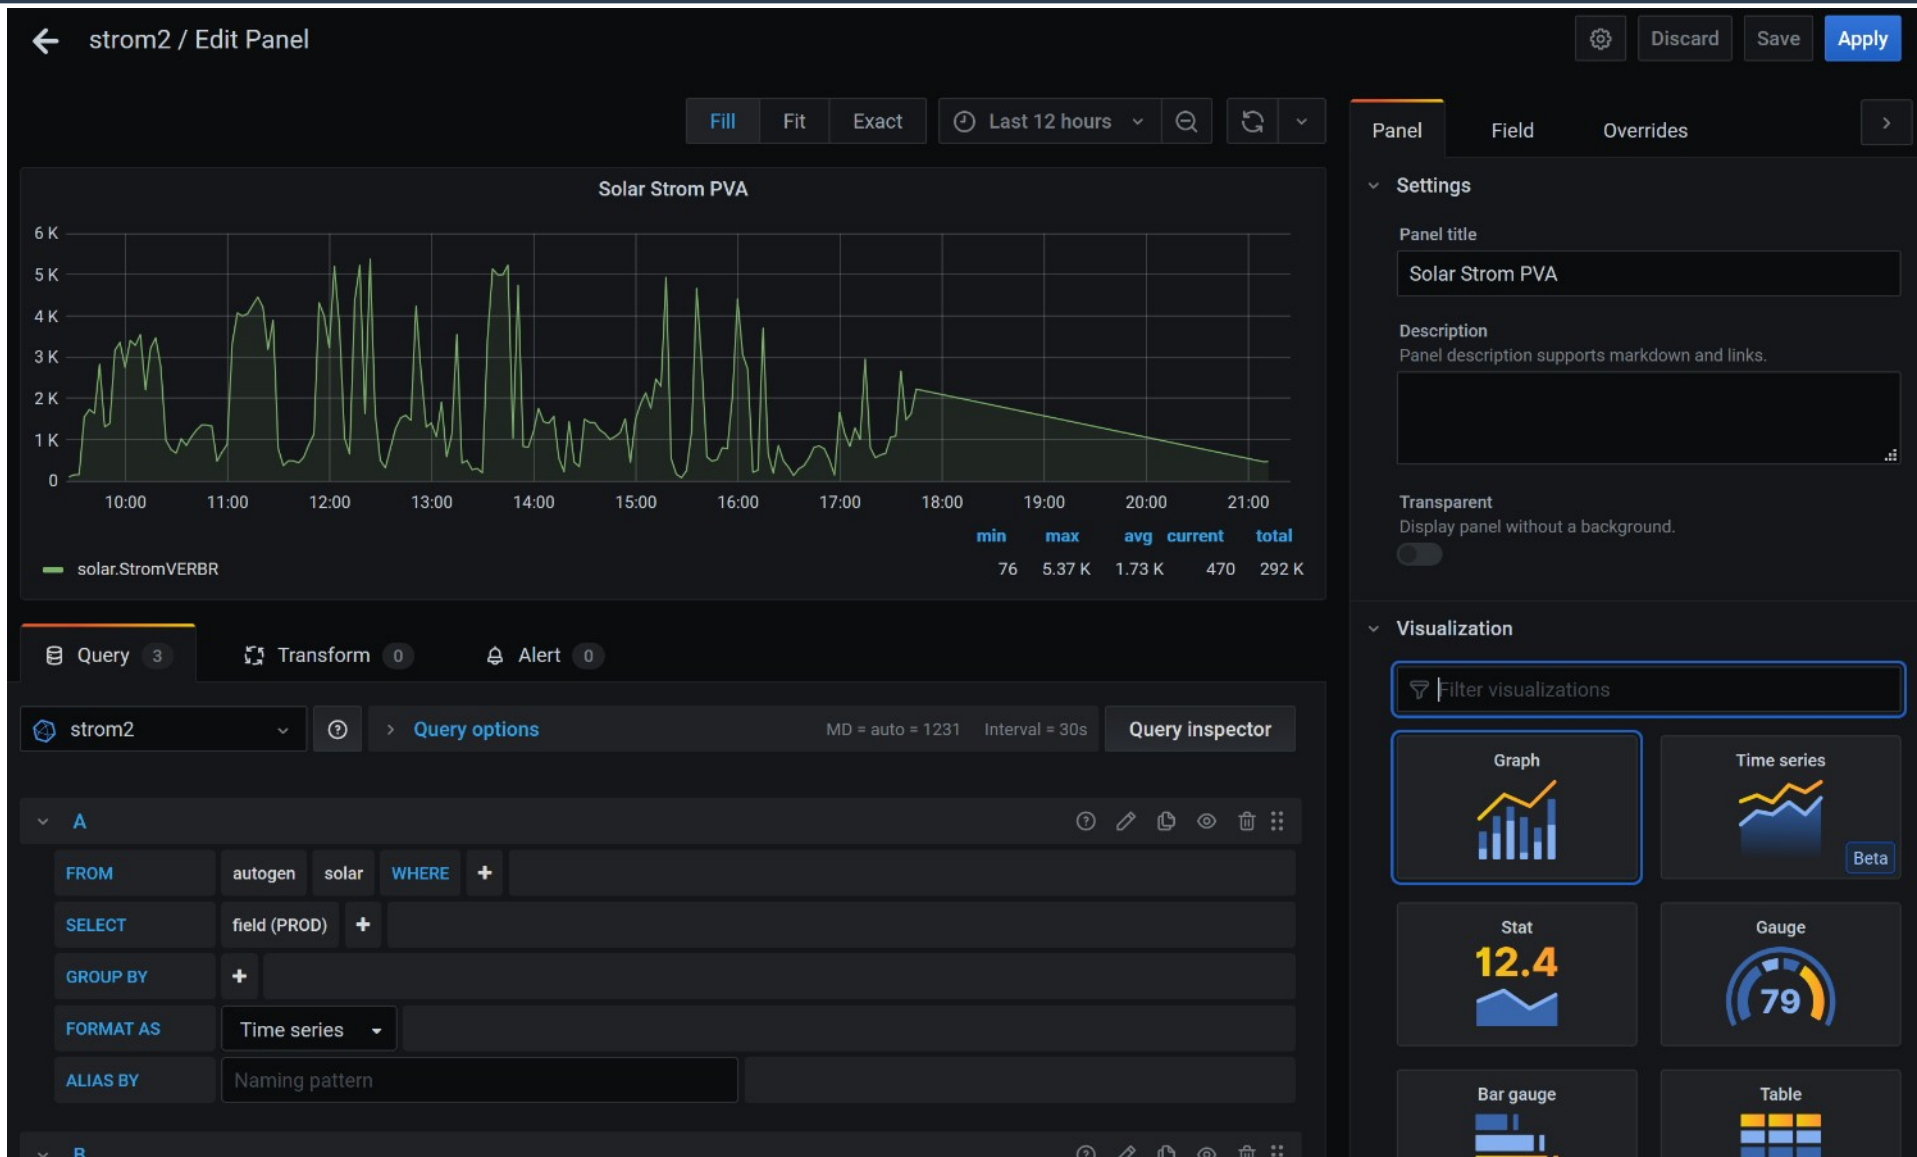 strom2 / Edit Panel
Discard
Save
Apply
Fill
Fit
Exact
Last 12 hours
Panel
Field
Overrides
Solar Strom PVA
6 K
5 K
4 K
3 K
2 K
1 K
0
10:00 11:00 12:00 13:00 14:00 15:00 16:00 17:00 18:00 19:00 20:00 21:00
min max avg current total
solar.StromVERBR 76 5.37 K 1.73 K 470 292 K
Settings
Panel title
Solar Strom PVA
Description
Panel description supports markdown and links.
Transparent
Display panel without a background.
Query 3
Transform 0
Alert 0
strom2
Query options
MD = auto = 1231
Interval = 30s
Query inspector
A
FROM autogen solar WHERE +
SELECT field (PROD) +
GROUP BY +
FORMAT AS Time series
ALIAS BY Naming pattern
B
Visualization
Filter visualizations
Graph
Time series
Beta
Stat
12.4
Gauge
79
Bar gauge
Table